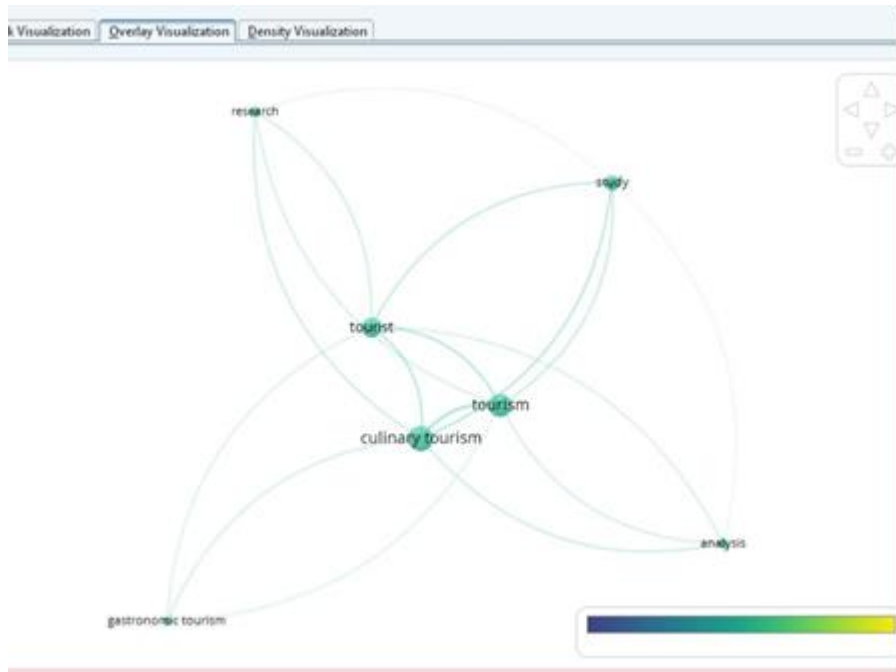 k Visualization Overlay Visualization Density Visualization
research
study
tourist
tourism
culinary tourism
analysis
gastronomic tourism